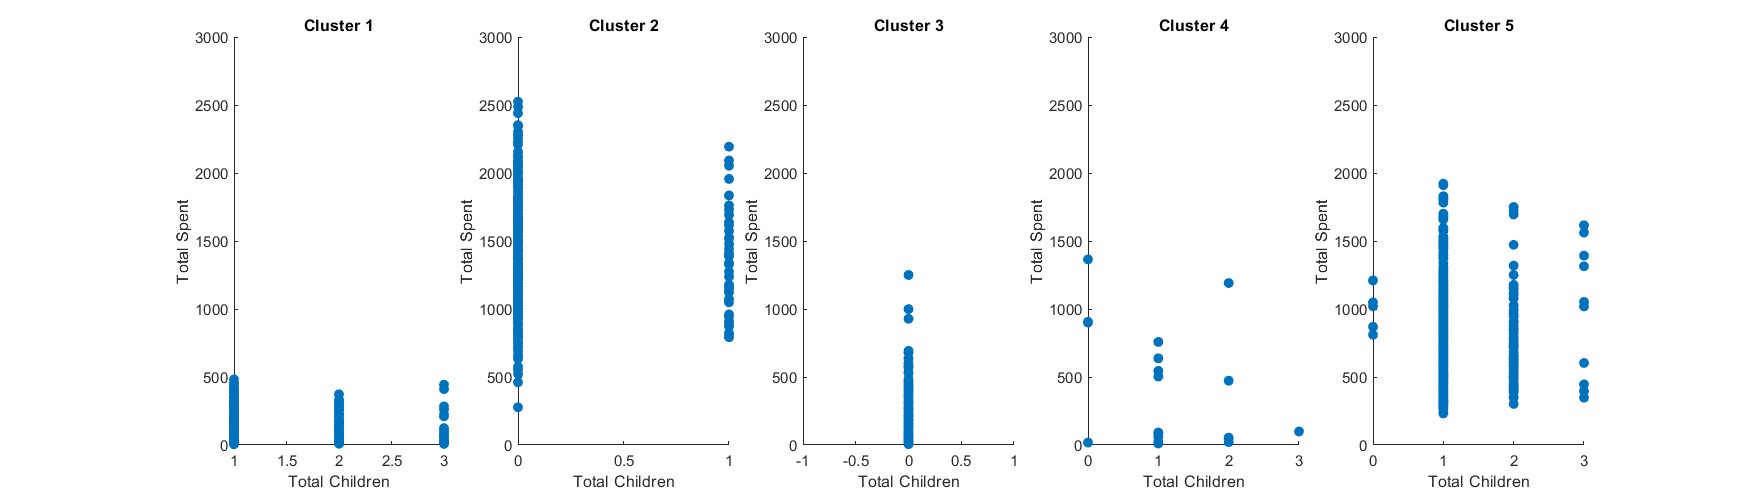 Cluster 1
3000
2500
2000
1500
1000
500
0
Total Spent
1 1.5 2 2.5 3
Total Children
Cluster 2
3000
2500
2000
1500
1000
500
0
Total Spent
0 0.5 1
Total Children
Cluster 3
3000
2500
2000
1500
1000
500
0
Total Spent
-1 -0.5 0 0.5 1
Total Children
Cluster 4
3000
2500
2000
1500
1000
500
0
Total Spent
0 1 2 3
Total Children
Cluster 5
3000
2500
2000
1500
1000
500
0
Total Spent
0 1 2 3
Total Children